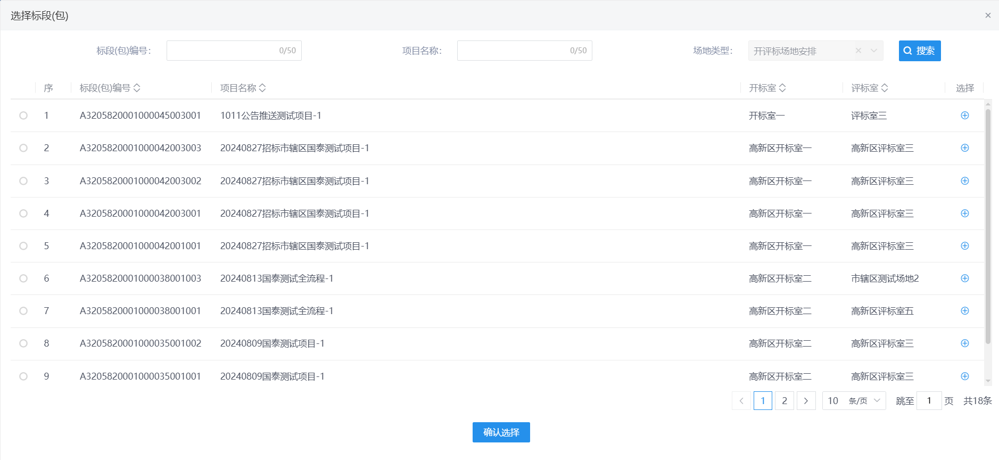 选择标段(包)
标段(包)编号： 0/50 项目名称： 0/50 场地类型： 开评标场地安排 搜索
序 标段(包)编号 项目名称 开标室 评标室 选择
1 A3205820001000045003001 1011公告推送测试项目-1 开标室一 评标室三
2 A3205820001000042003003 20240827招标市辖区国泰测试项目-1 高新区开标室一 高新区评标室三
3 A3205820001000042003002 20240827招标市辖区国泰测试项目-1 高新区开标室一 高新区评标室三
4 A3205820001000042003001 20240827招标市辖区国泰测试项目-1 高新区开标室一 高新区评标室三
5 A3205820001000042001001 20240827招标市辖区国泰测试项目-1 高新区开标室一 高新区评标室三
6 A3205820001000038001003 20240813国泰测试全流程-1 高新区开标室二 市辖区测试场地2
7 A3205820001000038001001 20240813国泰测试全流程-1 高新区开标室二 高新区评标室五
8 A3205820001000035001002 20240809国泰测试项目-1 高新区开标室二 高新区评标室三
9 A3205820001000035001001 20240809国泰测试项目-1 高新区开标室二 高新区评标室三
1 2 10 条/页 跳至 1 页 共18条
确认选择